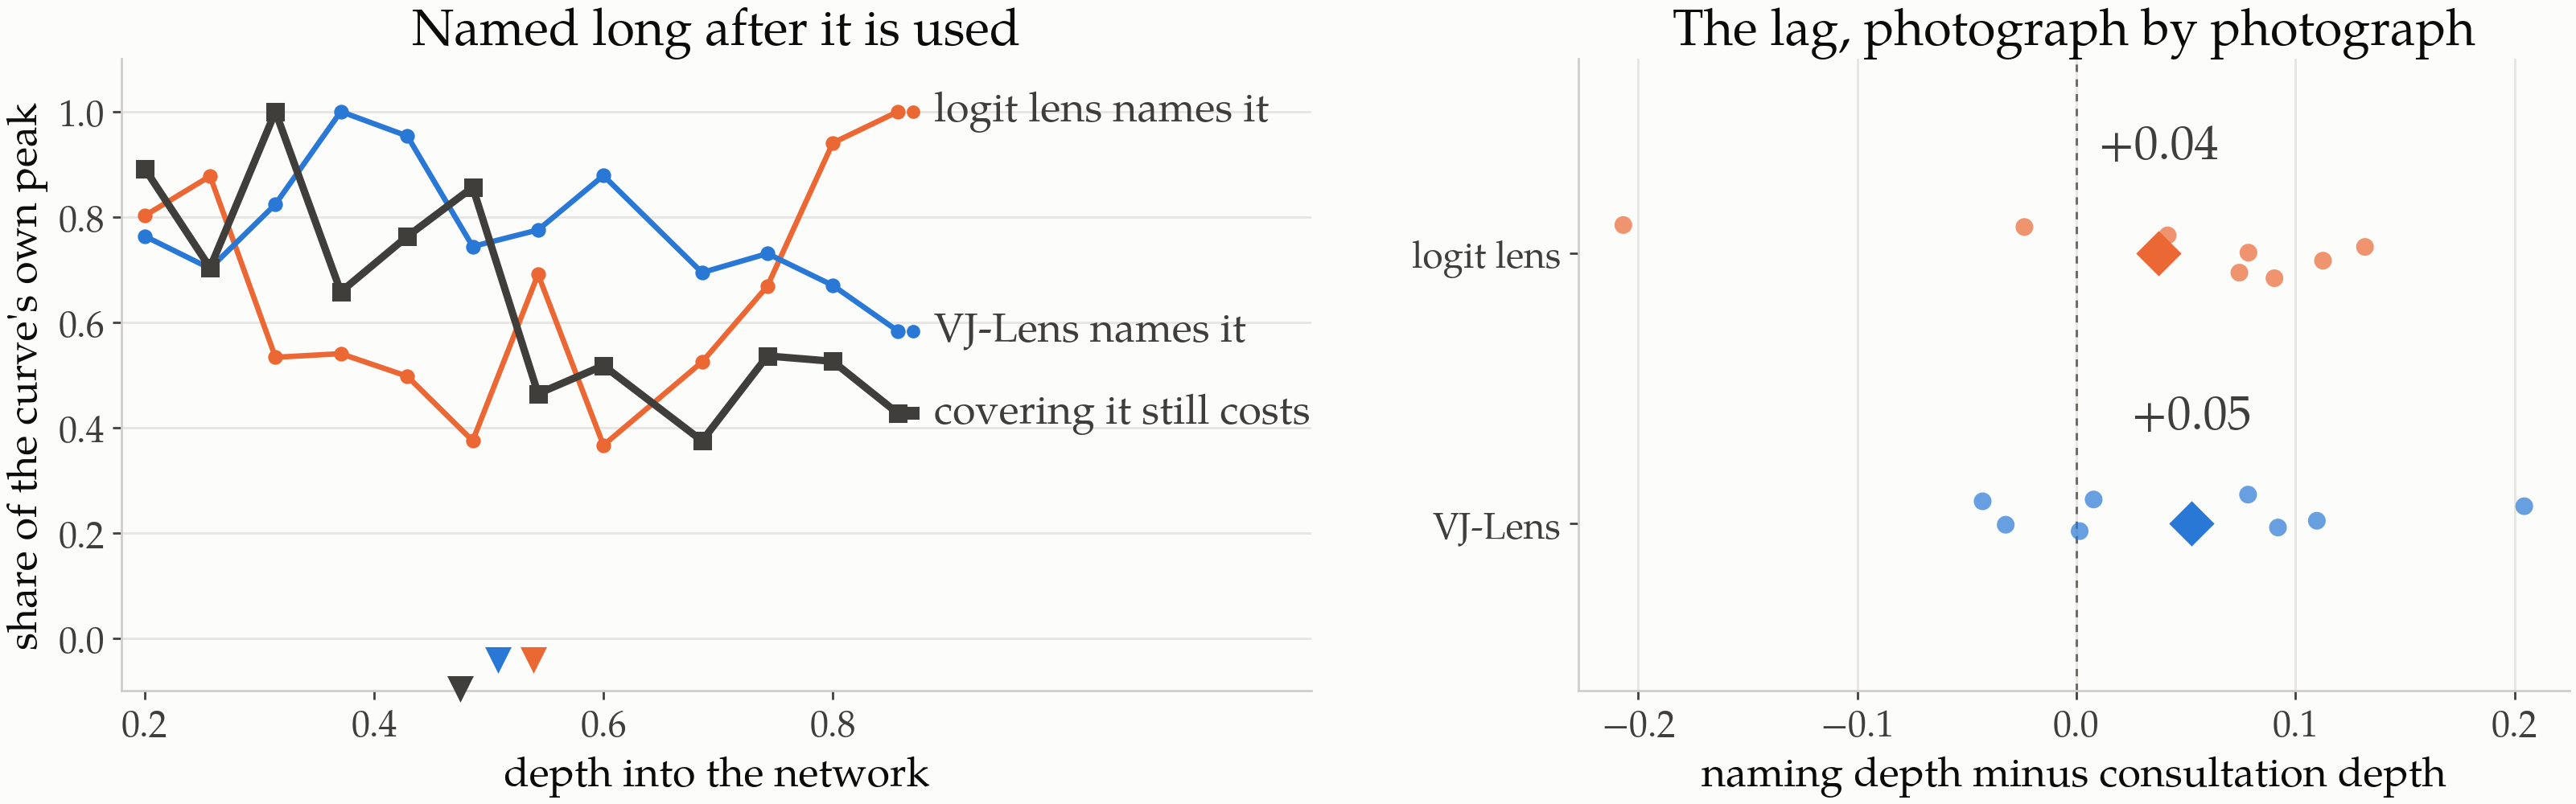 Named long after it is used
share of the curve's own peak
1.0
0.8
0.6
0.4
0.2
0.0
logit lens names it
VJ-Lens names it
covering it still costs
0.2
0.4
0.6
0.8
depth into the network
The lag, photograph by photograph
+0.04
logit lens
+0.05
VJ-Lens
−0.2
−0.1
0.0
0.1
0.2
naming depth minus consultation depth